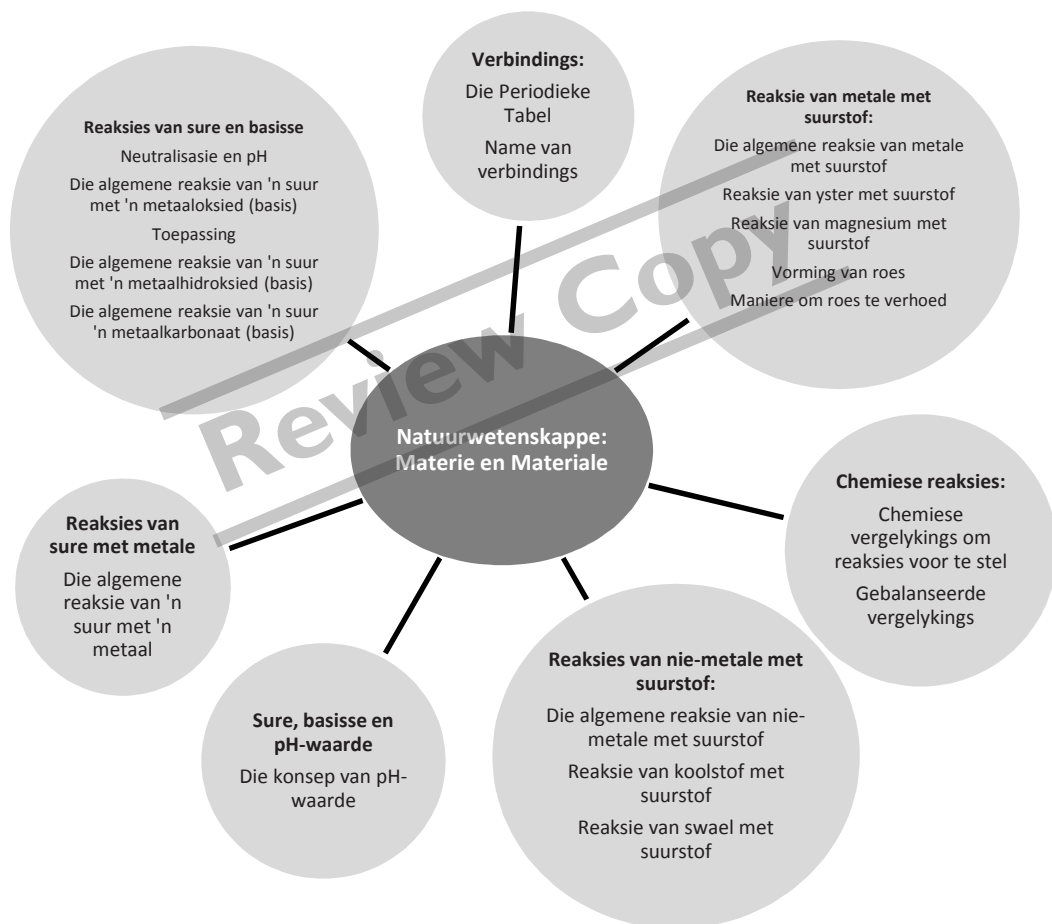 Verbindings:
Die Periodieke
Tabel
Name van
verbindings
Reaksie van metale met
suurstof:
Die algemene reaksie van metale
met suurstof
Reaksie van yster met suurstof
Reaksie van magnesium met
suurstof
Vorming van roes
Maniere om roes te verhoed
Chemiese reaksies:
Chemiese
vergelykings om
reaksies voor te stel
Gebalanseerde
vergelykings
Reaksies van nie-metale met
suurstof:
Die algemene reaksie van nie-
metale met suurstof
Reaksie van koolstof met
suurstof
Reaksie van swael met
suurstof
Sure, basisse en
pH-waarde
Die konsep van pH-
waarde
Reaksies van
sure met metale
Die algemene
reaksie van 'n
suur met 'n
metaal
Reaksies van sure en basisse
Neutralisasie en pH
Die algemene reaksie van 'n suur
met 'n metaaloksied (basis)
Toepassing
Die algemene reaksie van 'n suur
met 'n metaalhidroksied (basis)
Die algemene reaksie van 'n suur
'n metaalkarbonaat (basis)
Natuurwetenskappe:
Materie en Materiale
Review Copy